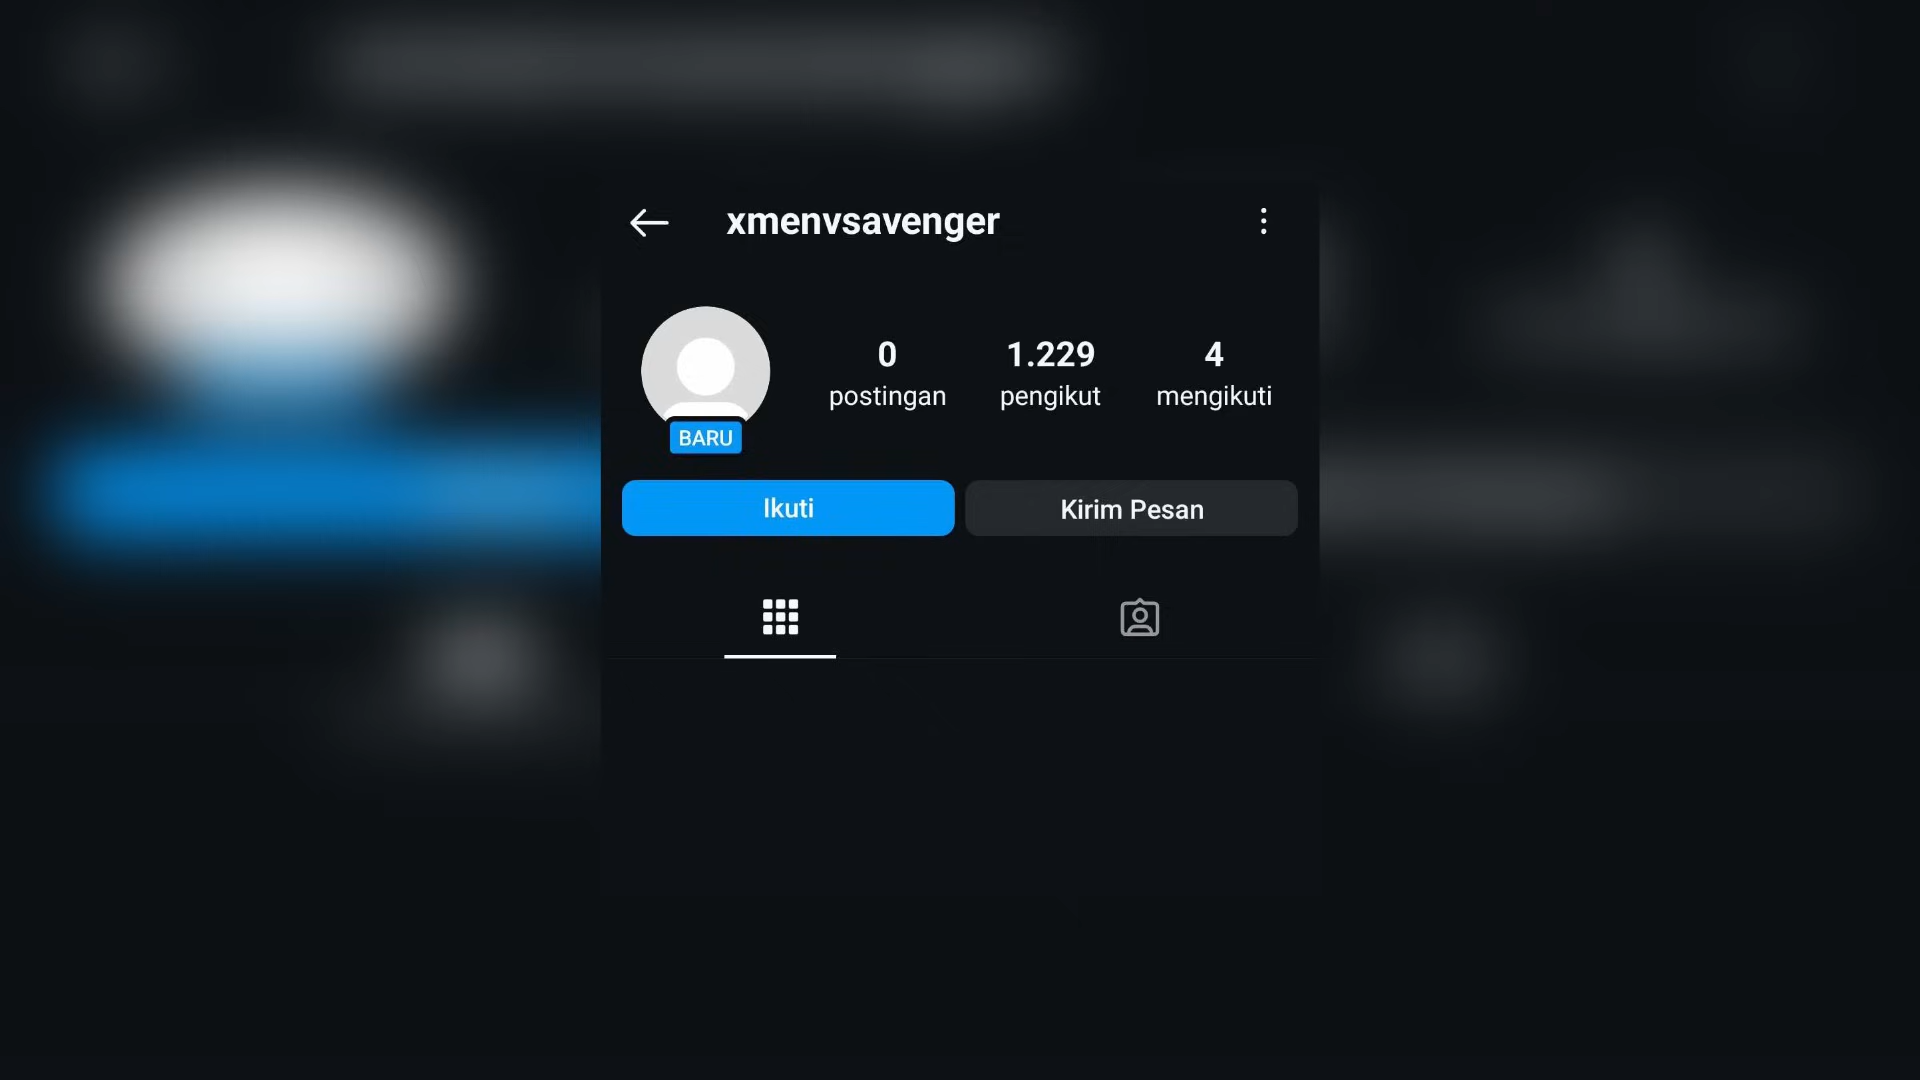 xmenvsavenger
0 1.229 4
postingan pengikut mengikuti
BARU
Ikuti Kirim Pesan